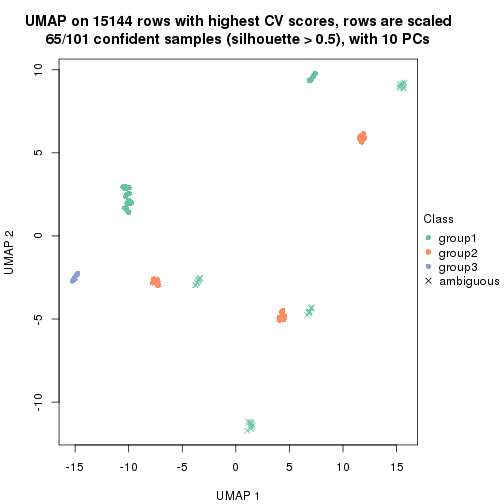 UMAP on 15144 rows with highest CV scores, rows are scaled
65/101 confident samples (silhouette > 0.5), with 10 PCs
10
5
0
-5
-10
UMAP 2
-15
-10
-5
0
5
10
15
UMAP 1
Class
group1
group2
group3
ambiguous